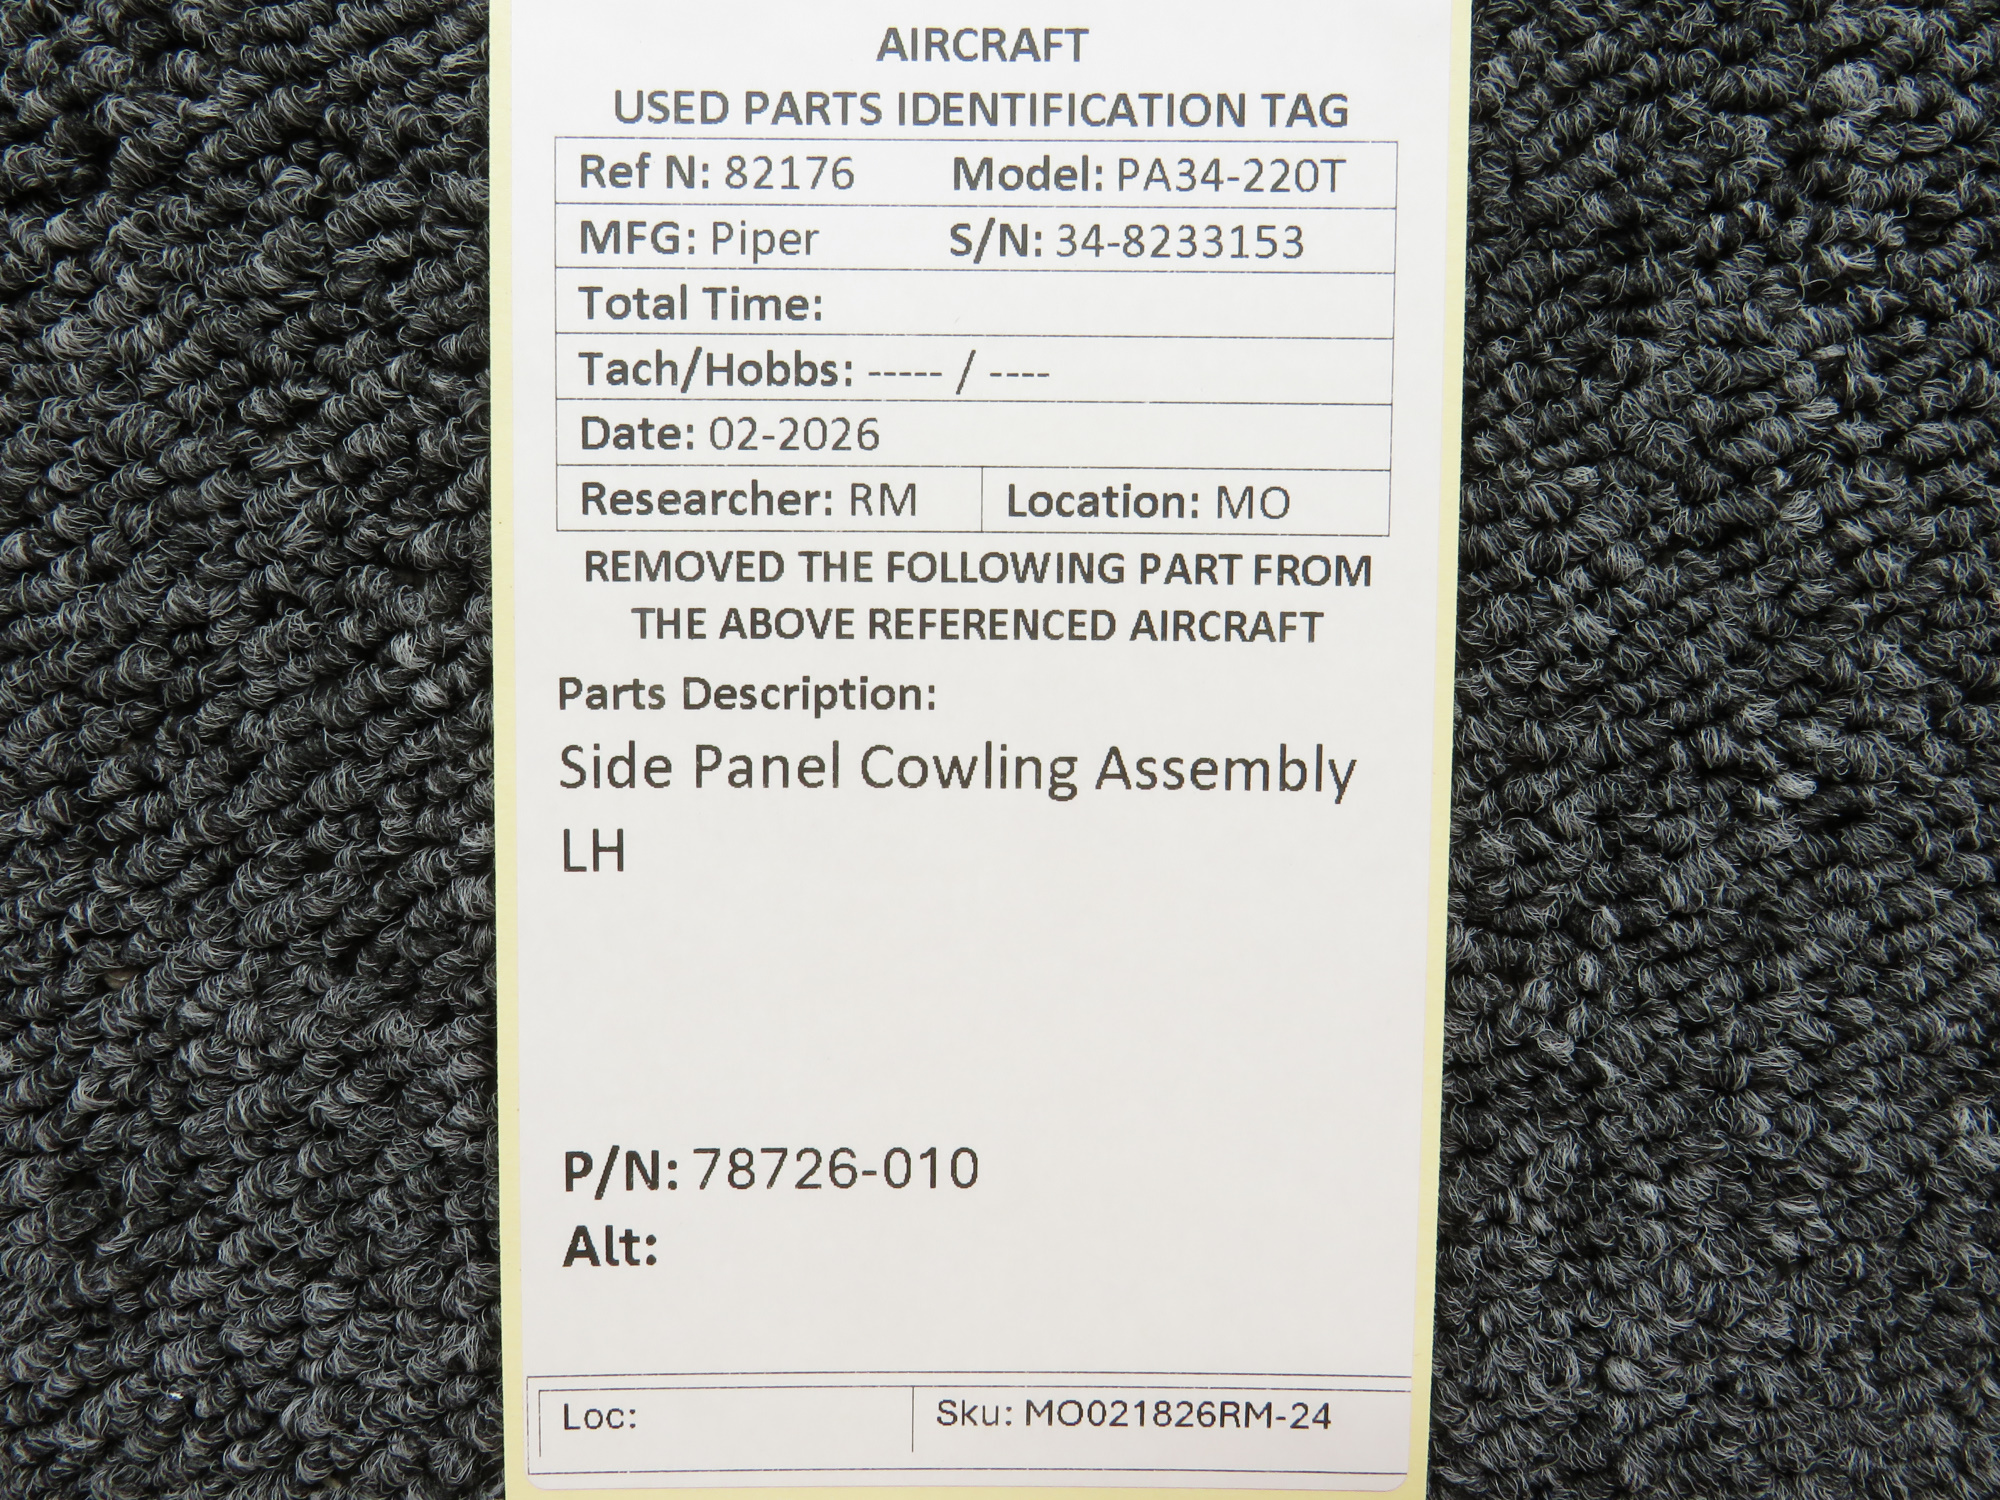 AIRCRAFT
USED PARTS IDENTIFICATION TAG
Ref N: 82176 Model: PA34-220T
MFG: Piper S/N: 34-8233153
Total Time:
Tach/Hobbs: ----- / ----
Date: 02-2026
Researcher: RM Location: MO
REMOVED THE FOLLOWING PART FROM
THE ABOVE REFERENCED AIRCRAFT
Parts Description:
Side Panel Cowling Assembly
LH
P/N: 78726-010
Alt:
Loc: Sku: MO021826RM-24